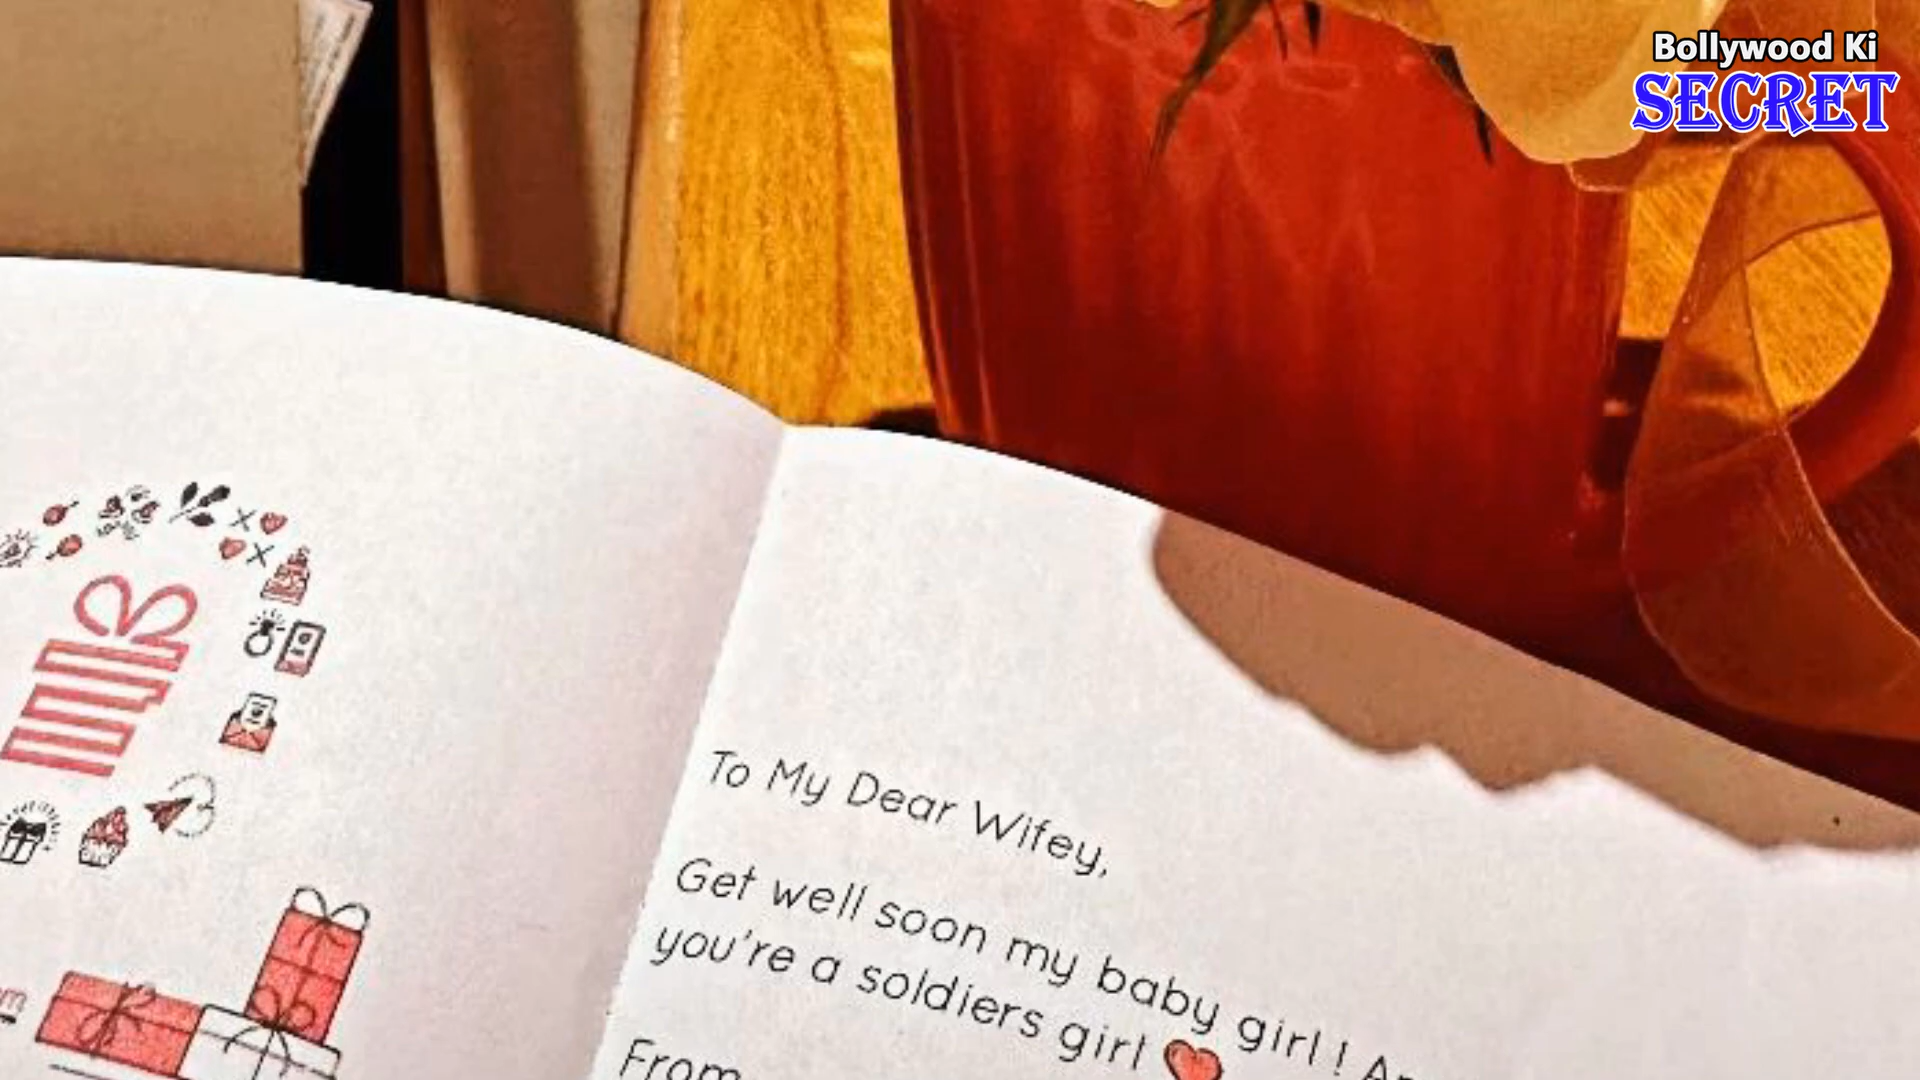 Bollywood Ki
SECRET
To My Dear Wifey,
Get well soon my baby girl!
you're a soldiers girl
From